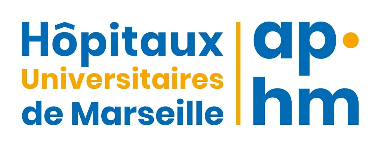 Hôpitaux
Universitaires
de Marseille
ap·
hm